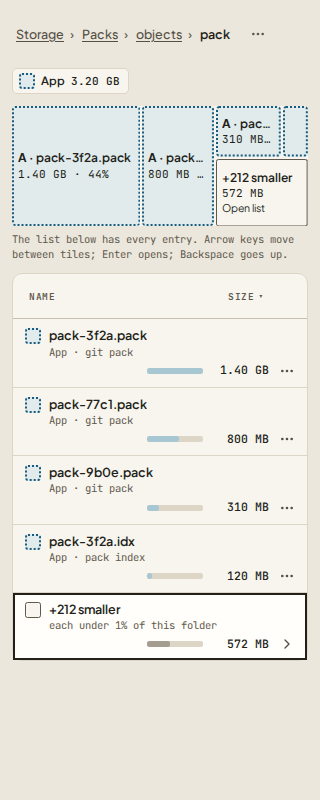 Storage › Packs › objects › pack ···
App 3.20 GB
A · pack-3f2a.pack
1.40 GB · 44%
A · pack…
800 MB …
A · pac…
310 MB…
+212 smaller
572 MB
Open list
The list below has every entry. Arrow keys move
between tiles; Enter opens; Backspace goes up.
NAME SIZE ▾
pack-3f2a.pack
App · git pack
1.40 GB ···
pack-77c1.pack
App · git pack
800 MB ···
pack-9b0e.pack
App · git pack
310 MB ···
pack-3f2a.idx
App · pack index
120 MB ···
+212 smaller
each under 1% of this folder
572 MB ›